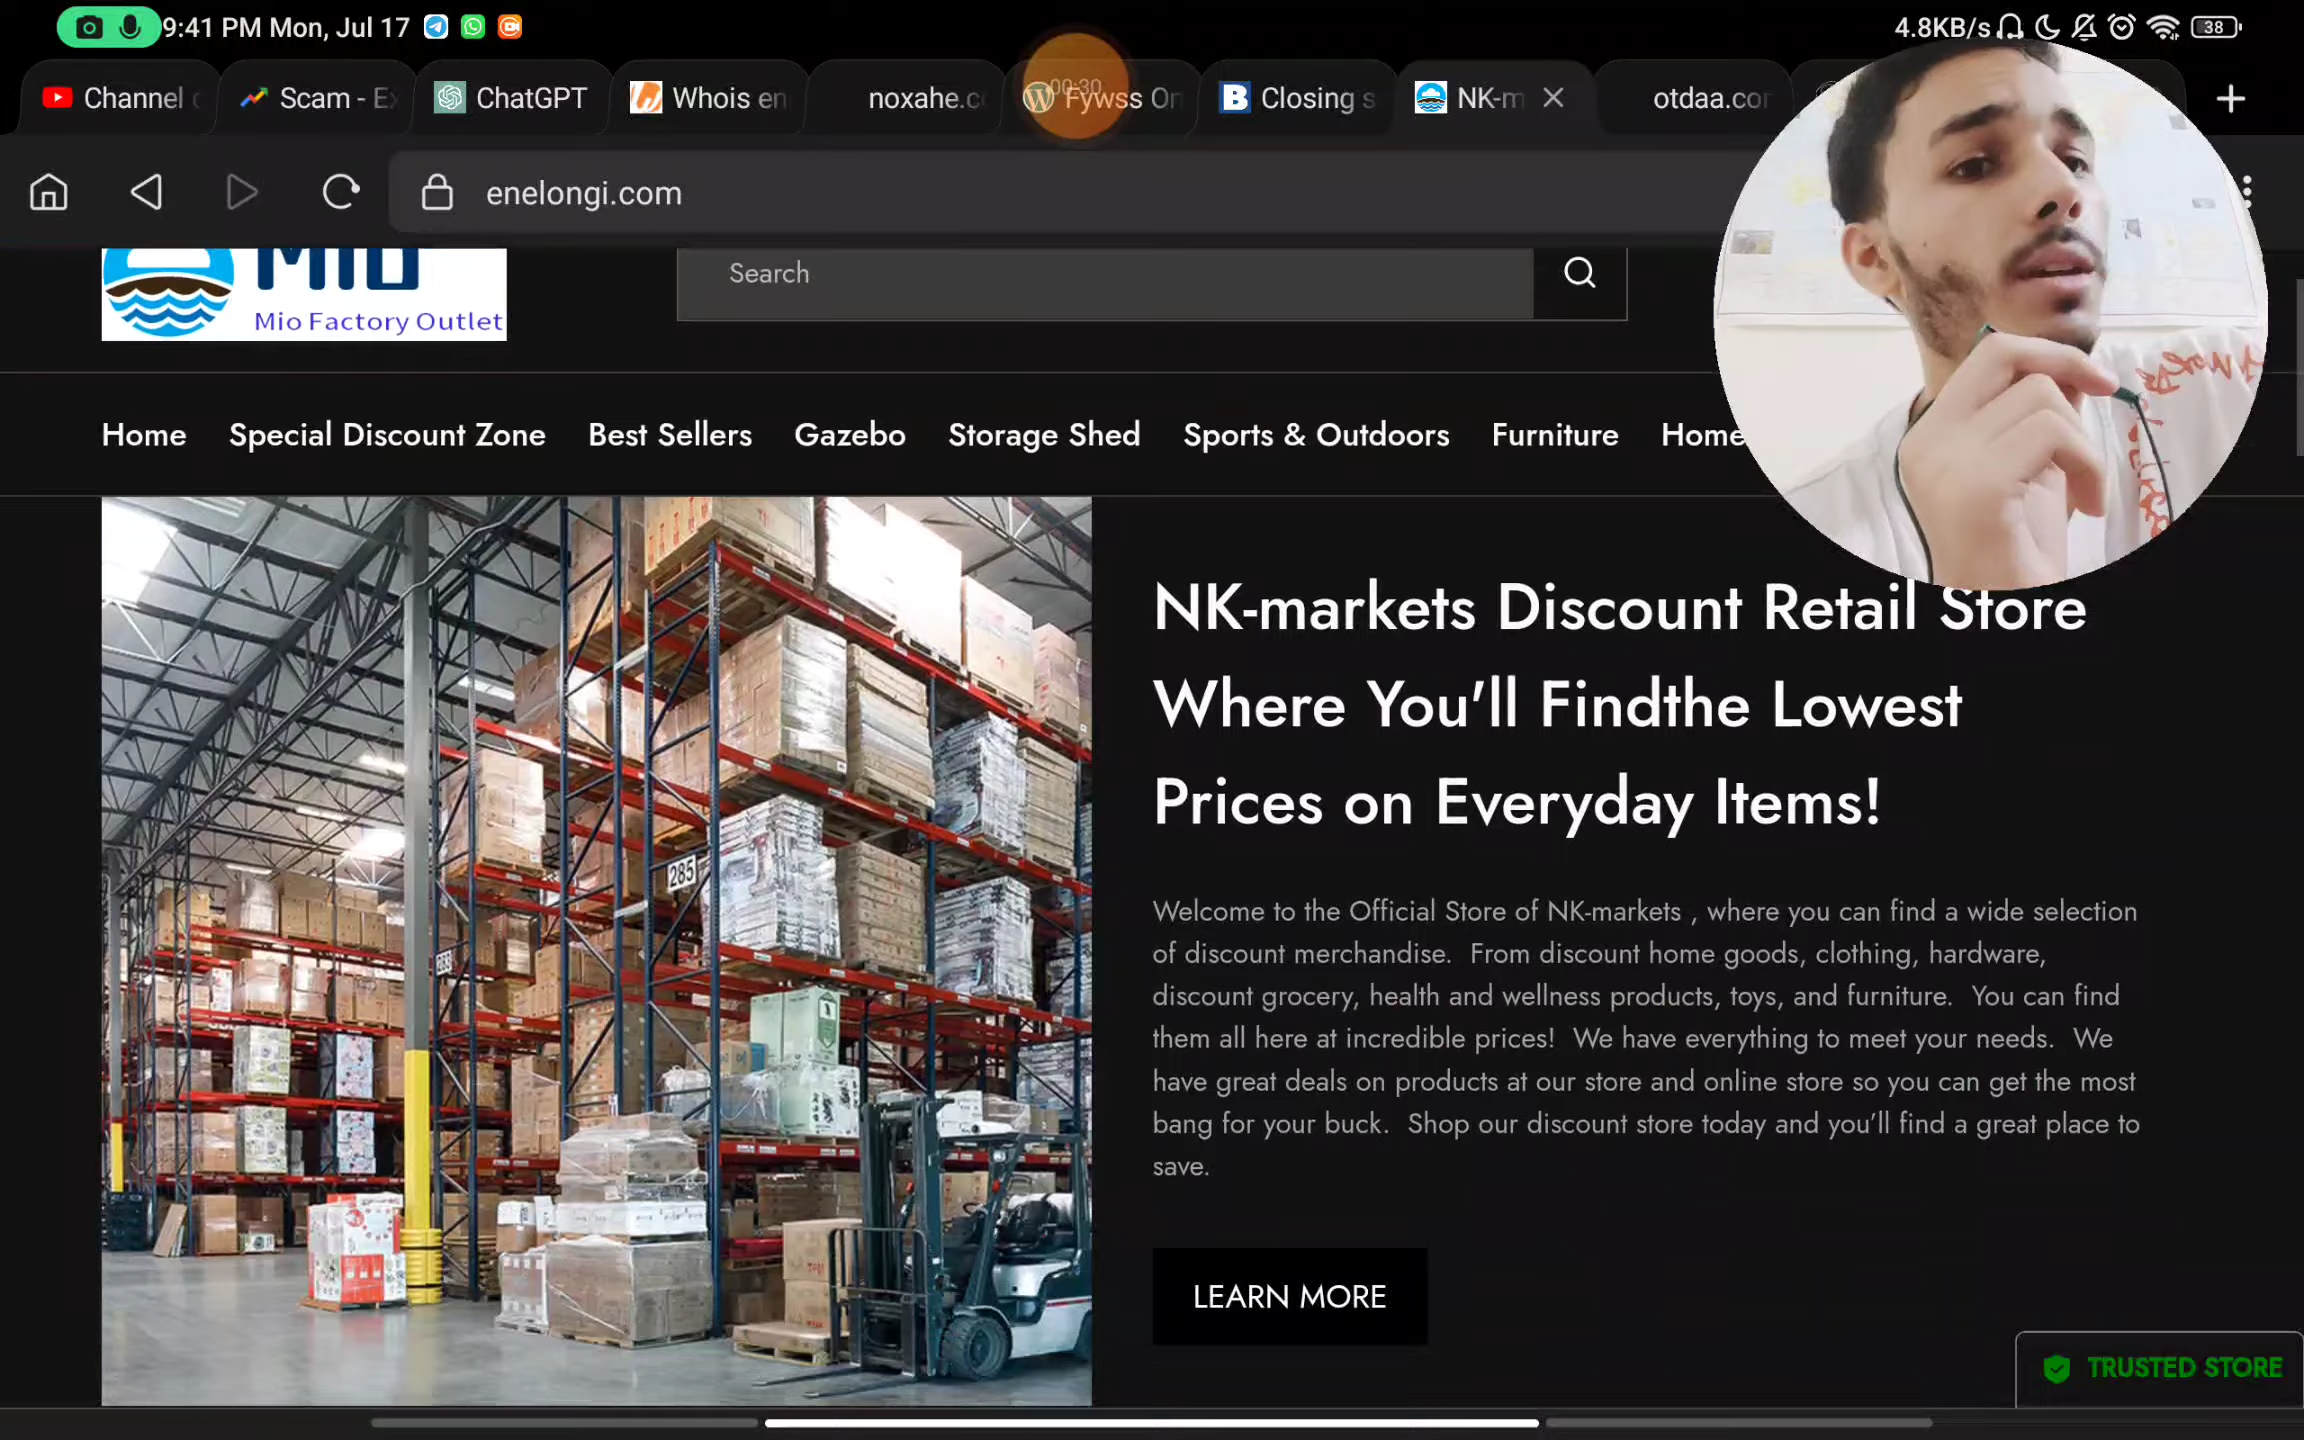 9:41 PM Mon, Jul 17
4.8KB/s
38
Channel
Scam - Ex
ChatGPT
Whois en
noxahe.c
00:30
Fywss On
Closing s
NK-m
otdaa.co
enelongi.com
Mio
Mio Factory Outlet
Search
Home Special Discount Zone Best Sellers Gazebo Storage Shed Sports & Outdoors Furniture Home
285
NK-markets Discount Retail Store
Where You'll Findthe Lowest
Prices on Everyday Items!
Welcome to the Official Store of NK-markets , where you can find a wide selection
of discount merchandise. From discount home goods, clothing, hardware,
discount grocery, health and wellness products, toys, and furniture. You can find
them all here at incredible prices! We have everything to meet your needs. We
have great deals on products at our store and online store so you can get the most
bang for your buck. Shop our discount store today and you’ll find a great place to
save.
LEARN MORE
TRUSTED STORE